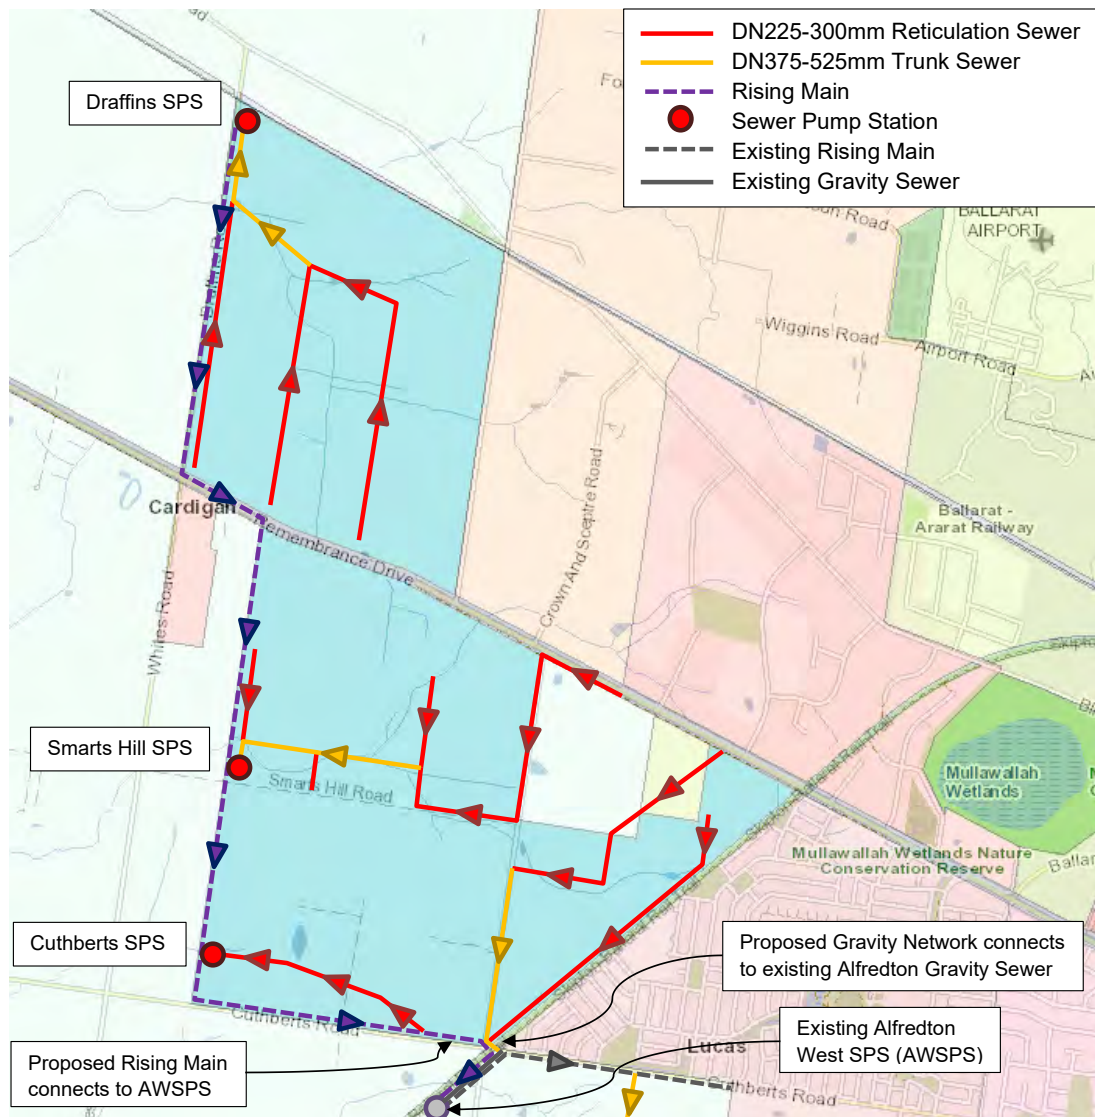 DN225-300mm Reticulation Sewer
DN375-525mm Trunk Sewer
Rising Main
Sewer Pump Station
Existing Rising Main
Existing Gravity Sewer
Draffins SPS
Road
BALLARAT
AIRPORT
Wiggins Road
Airport Road
Ballarat -
Ararat Railway
Cardigan
Remembrance Drive
Crown And Sceptre Road
Whites Road
Smarts Hill SPS
Smarts Hill Road
Mullawallah
Wetlands
Mullawallah Wetlands Nature
Conservation Reserve
Cuthberts SPS
Proposed Gravity Network connects
to existing Alfredton Gravity Sewer
Cuthberts Road
Existing Alfredton
West SPS (AWSPS)
Lucas
Proposed Rising Main
connects to AWSPS
Cuthberts Road